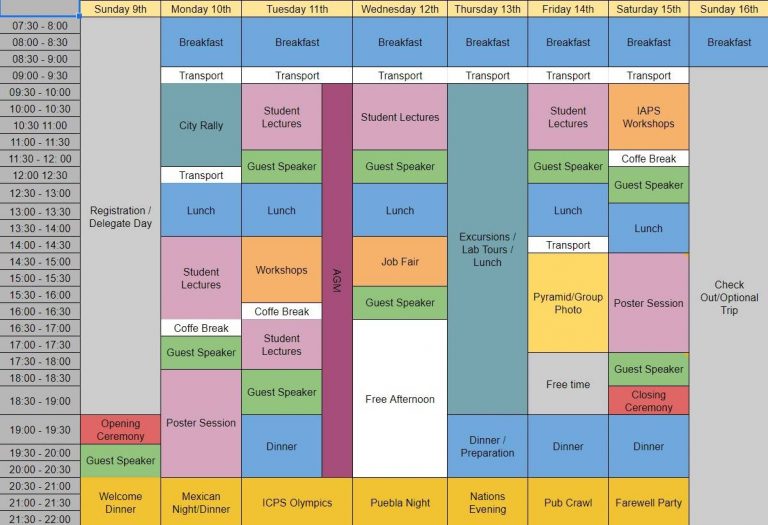 Sunday 9th Monday 10th Tuesday 11th Wednesday 12th Thursday 13th Friday 14th Saturday 15th Sunday 16th
07:30 - 8:00
08:00 - 8:30 Breakfast Breakfast Breakfast Breakfast Breakfast Breakfast Breakfast
08:30 - 9:00
09:00 - 9:30 Transport Transport Transport Transport Transport Transport
09:30 - 10:00
10:00 - 10:30 Student Lectures Student Lectures Student Lectures IAPS Workshops
10:30 11:00 City Rally
11:00 - 11:30
11:30 - 12; 00 Guest Speaker Guest Speaker Guest Speaker Coffe Break
12:00 12:30 Transport Guest Speaker
12:30 - 13:00
13:00 - 13:30 Registration / Delegate Day Lunch Lunch Lunch Lunch Lunch
13:30 - 14:00
14:00 - 14:30 Excursions / Lab Tours / Lunch Transport
14:30 - 15:00 Job Fair
15:00 - 15:30 Student Lectures Workshops AGM
15:30 - 16:00 Guest Speaker Pyramid/Group Photo Poster Session Check Out/Optional Trip
16:00 - 16:30 Coffe Break
16:30 - 17:00 Coffe Break Student Lectures
17:00 - 17:30 Guest Speaker
17:30 - 18:00 Guest Speaker
18:00 - 18:30 Guest Speaker Free time
18:30 - 19:00 Free Afternoon Closing Ceremony
19:00 - 19:30 Opening Ceremony Poster Session
19:30 - 20:00 Guest Speaker Dinner Dinner / Preparation Dinner Dinner
20:00 - 20:30
20:30 - 21:00
21:00 - 21:30 Welcome Dinner Mexican Night/Dinner ICPS Olympics Puebla Night Nations Evening Pub Crawl Farewell Party
21:30 - 22:00